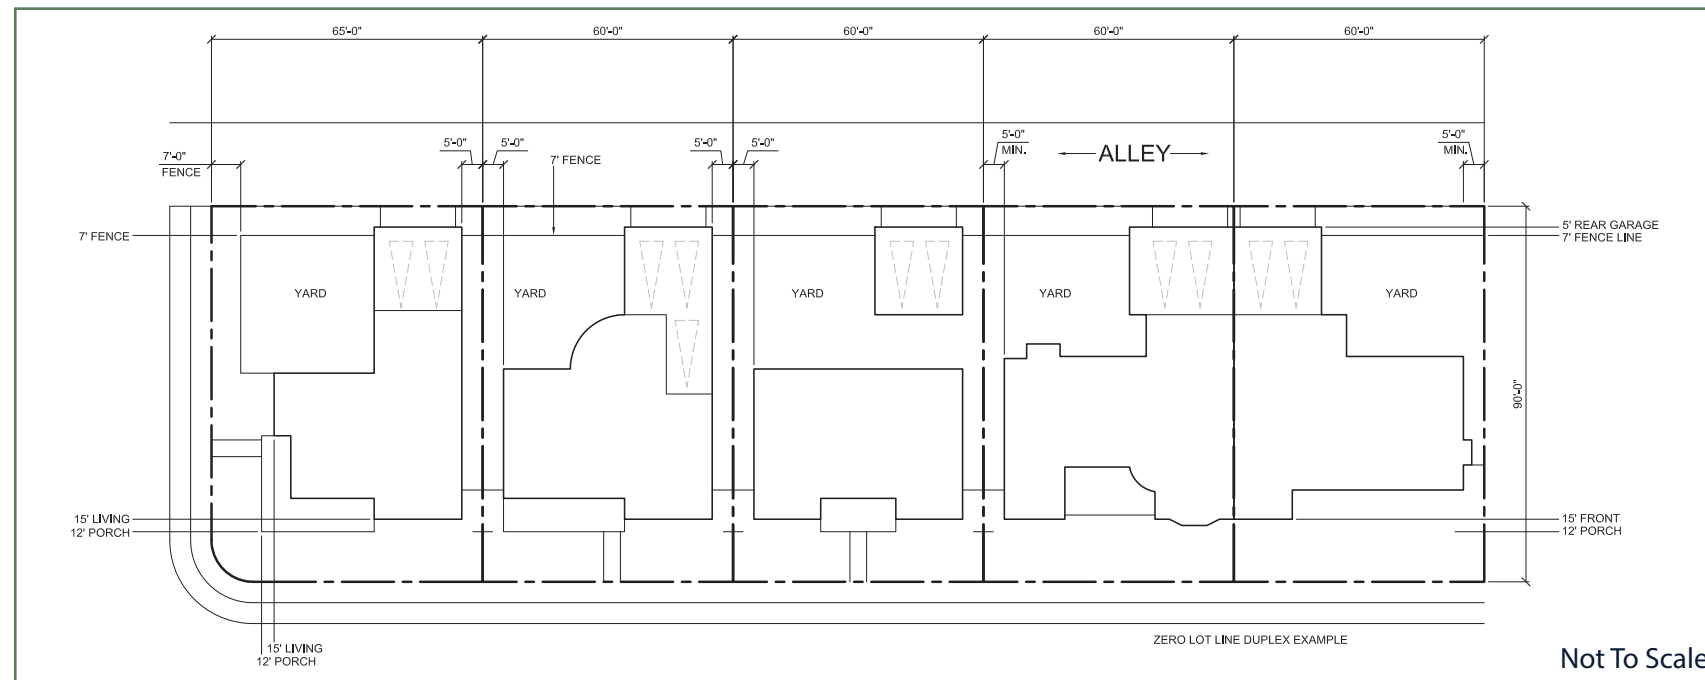 65'-0"
60'-0"
60'-0"
60'-0"
60'-0"
7'-0"
FENCE
5'-0"
5'-0"
7' FENCE
5'-0"
5'-0"
5'-0"
MIN.
ALLEY
5'-0"
MIN.
7' FENCE
5' REAR GARAGE
7' FENCE LINE
YARD
YARD
YARD
YARD
YARD
90'-0"
15' LIVING
12' PORCH
15' FRONT
12' PORCH
15' LIVING
12' PORCH
ZERO LOT LINE DUPLEX EXAMPLE
Not To Scale